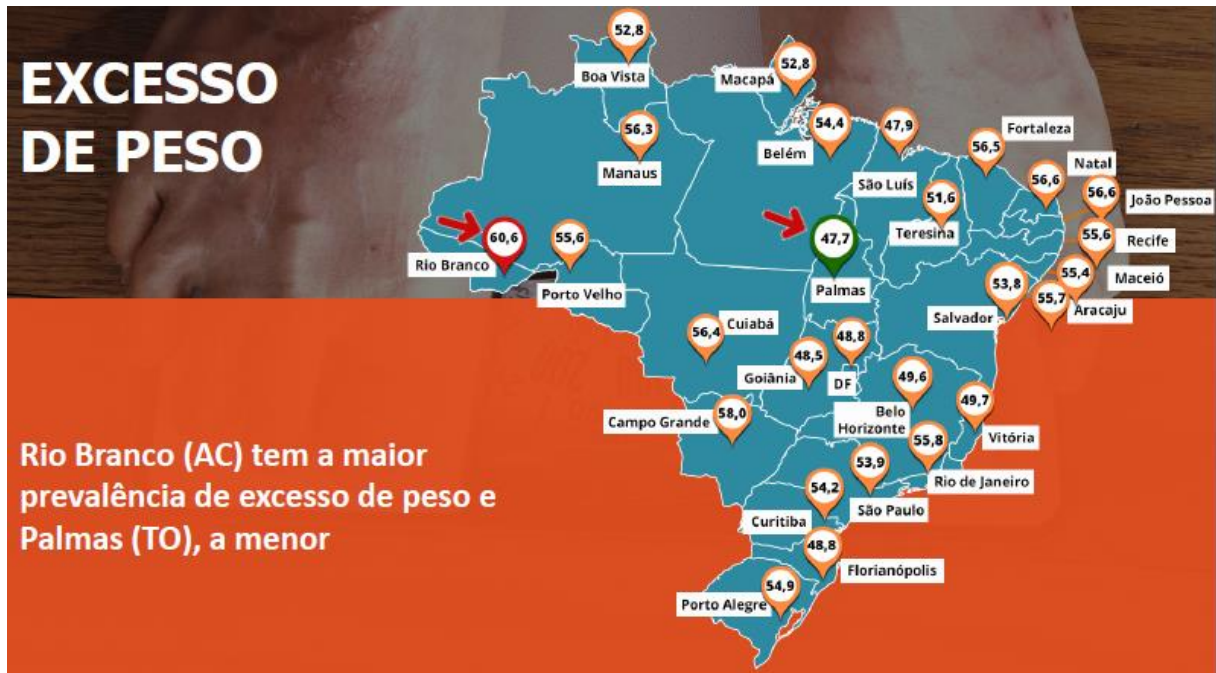 EXCESSO
DE PESO
Rio Branco (AC) tem a maior
prevalência de excesso de peso e
Palmas (TO), a menor
52,8
Boa Vista
52,8
Macapá
56,3
Manaus
54,4
Belém
47,9
São Luís
56,5
Fortaleza
56,6
Natal
56,6
João Pessoa
51,6
Teresina
55,6
Recife
60,6
Rio Branco
55,6
Porto Velho
47,7
Palmas
55,4
Maceió
55,7
Aracaju
53,8
Salvador
56,4
Cuiabá
48,5
Goiânia
48,8
DF
49,6
Belo
Horizonte
49,7
Vitória
58,0
Campo Grande
55,8
Rio de Janeiro
53,9
São Paulo
54,2
Curitiba
48,8
Florianópolis
54,9
Porto Alegre